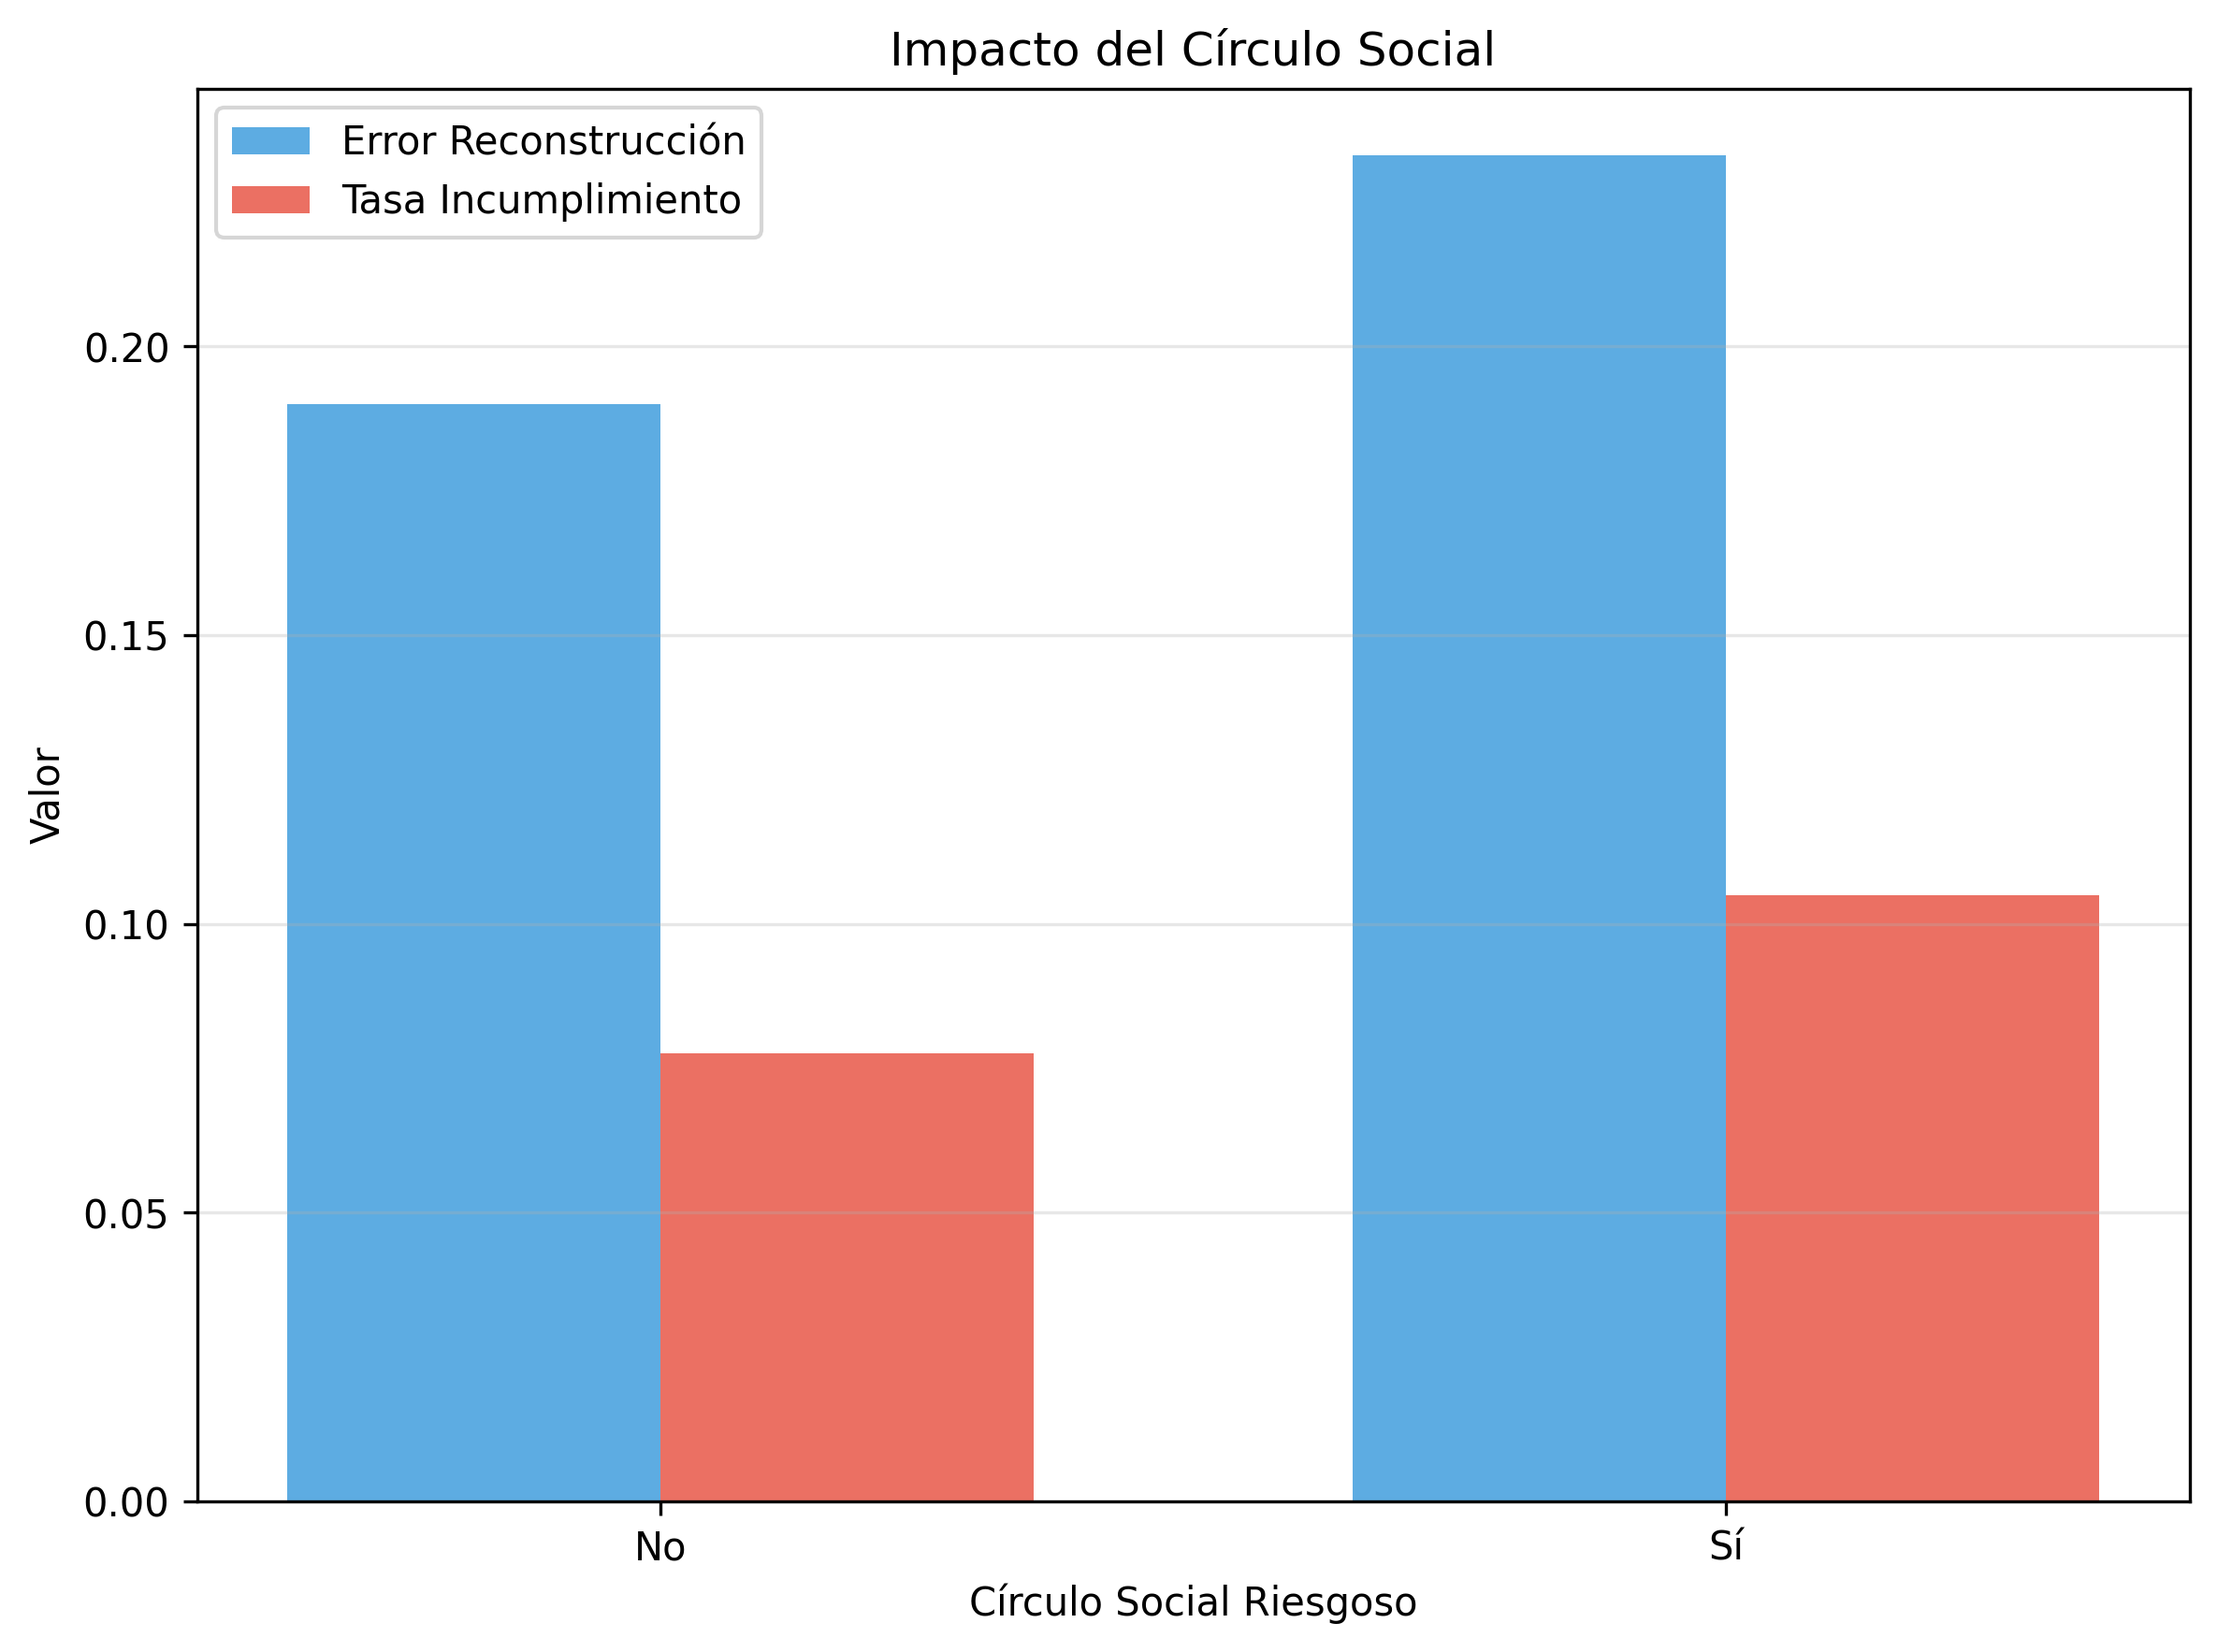 Impacto del Círculo Social
Error Reconstrucción
Tasa Incumplimiento
0.20
0.15
0.10
0.05
0.00
Valor
No
Sí
Círculo Social Riesgoso